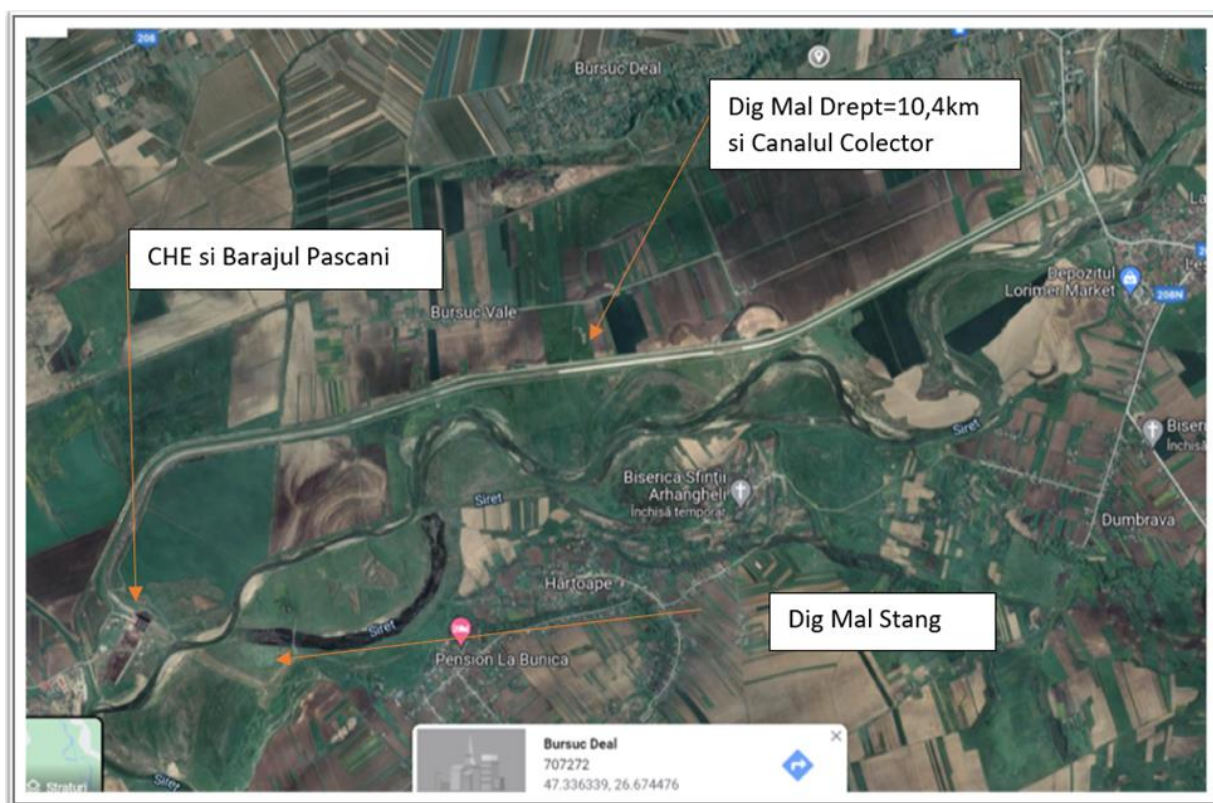 208
Bursuc Deal
Dig Mal Drept=10,4km
si Canalul Colector
CHE si Barajul Pascani
Bursuc Vale
Depozitul
Lorimer Market
208N
Siret
Biserica Sfinții
Arhangheli
Închisă temporar
Siret
Dumbrava
Hărtoape
Siret
Dig Mal Stang
Pension La Bunica
Bursuc Deal
707272
47.336339, 26.674476
Straturi
Siret